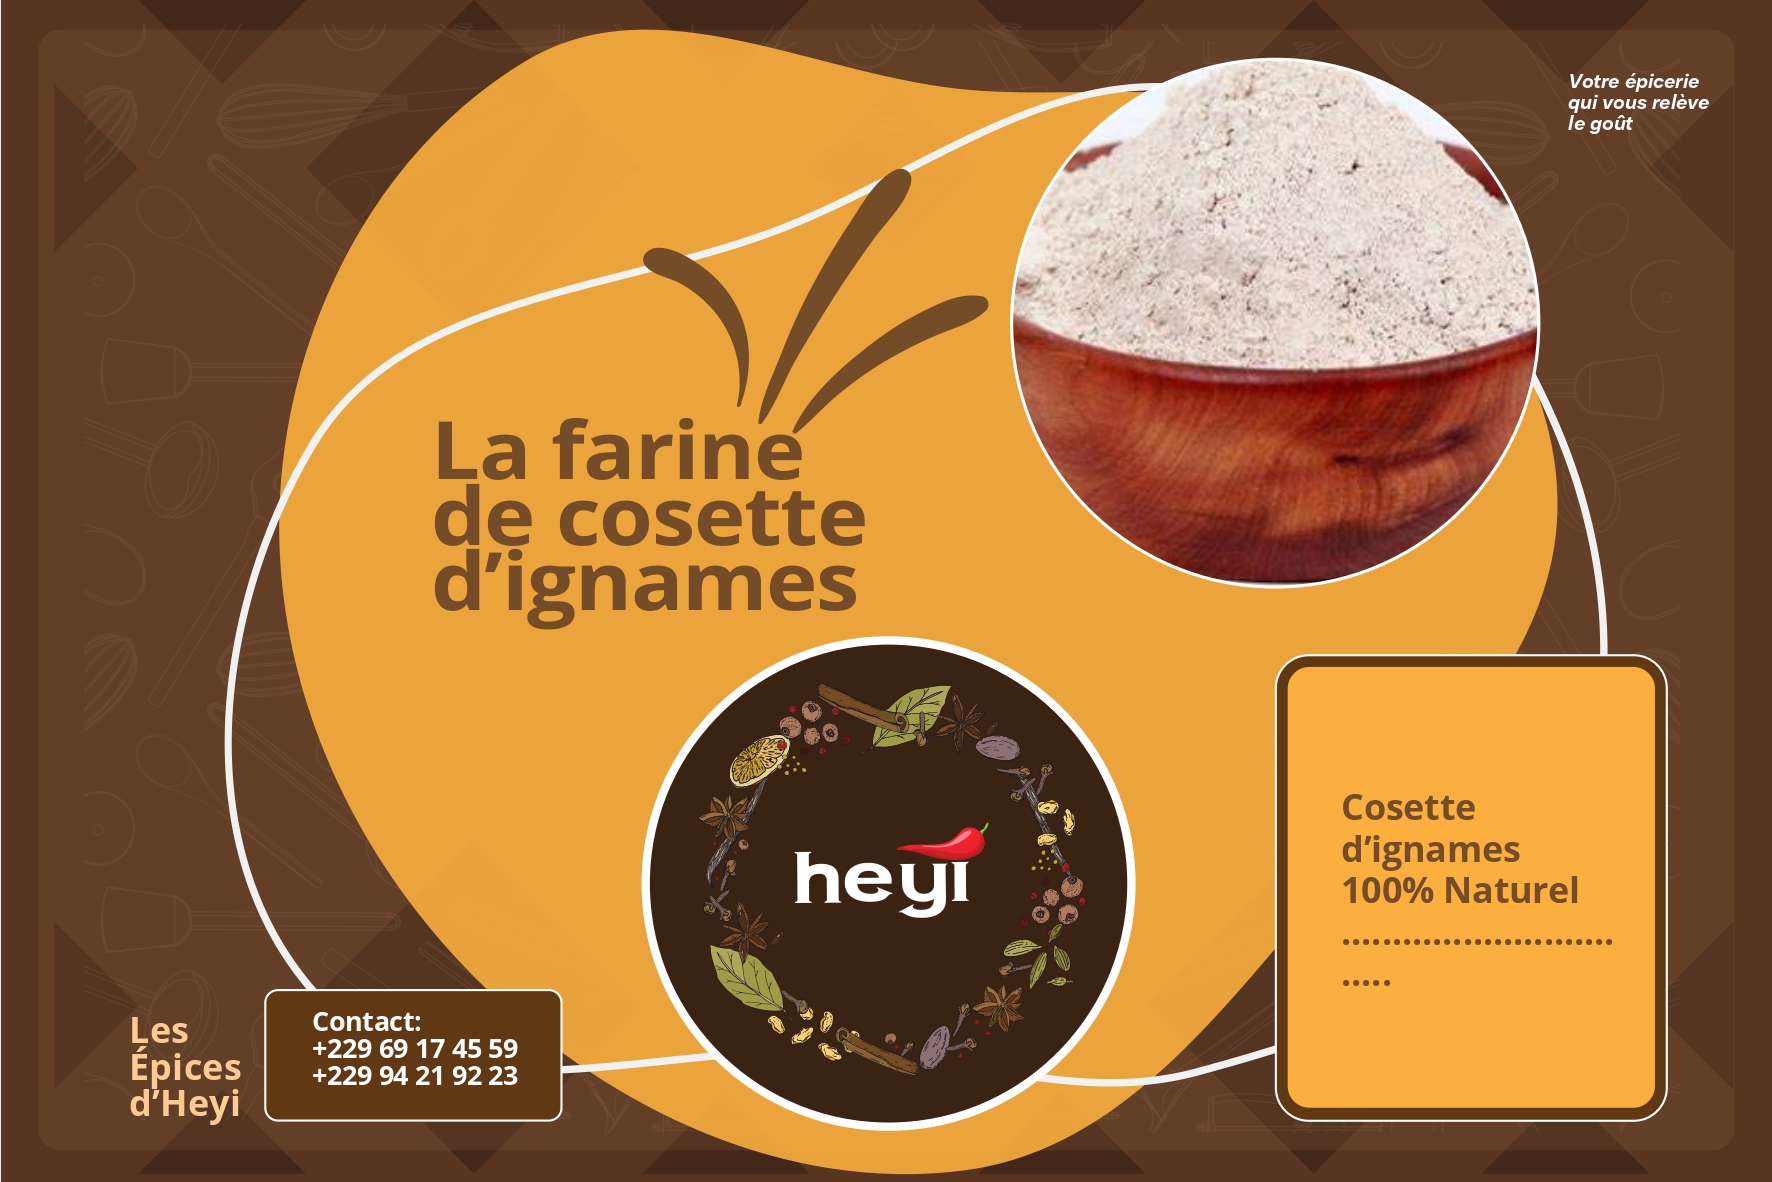 Votre épicerie
qui vous relève
le goût
La farine
de cosette
d’ignames
heyi
Cosette
d’ignames
100% Naturel
...........................
.....
Contact:
+229 69 17 45 59
+229 94 21 92 23
Les
Épices
d’Heyi